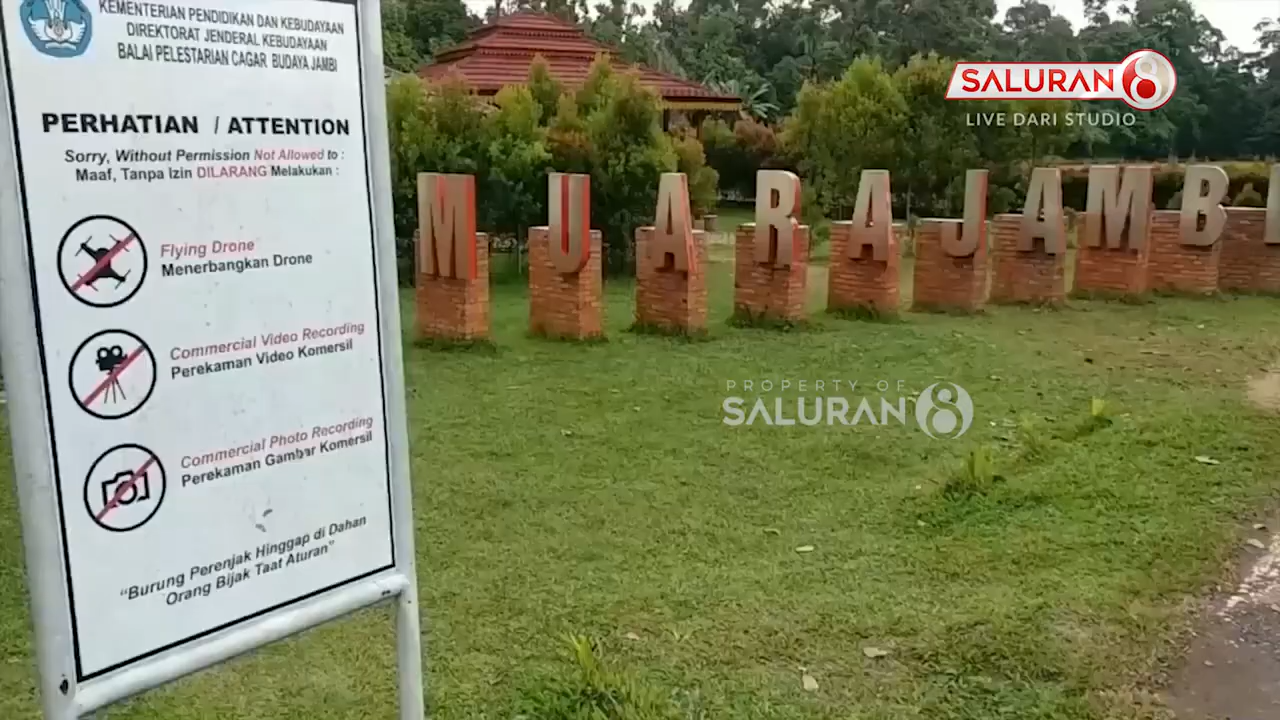 KEMENTERIAN PENDIDIKAN DAN KEBUDAYAAN
DIREKTORAT JENDERAL KEBUDAYAAN
BALAI PELESTARIAN CAGAR BUDAYA JAMBI
PERHATIAN / ATTENTION
Sorry, Without Permission Not Allowed to :
Maaf, Tanpa Izin DILARANG Melakukan :
Flying Drone
Menerbangkan Drone
Commercial Video Recording
Perekaman Video Komersil
Commercial Photo Recording
Perekaman Gambar Komersil
“Burung Perenjak Hinggap di Dahan
Orang Bijak Taat Aturan”
MUARAJAMBI
SALURAN 8
LIVE DARI STUDIO
PROPERTY OF
SALURAN 8